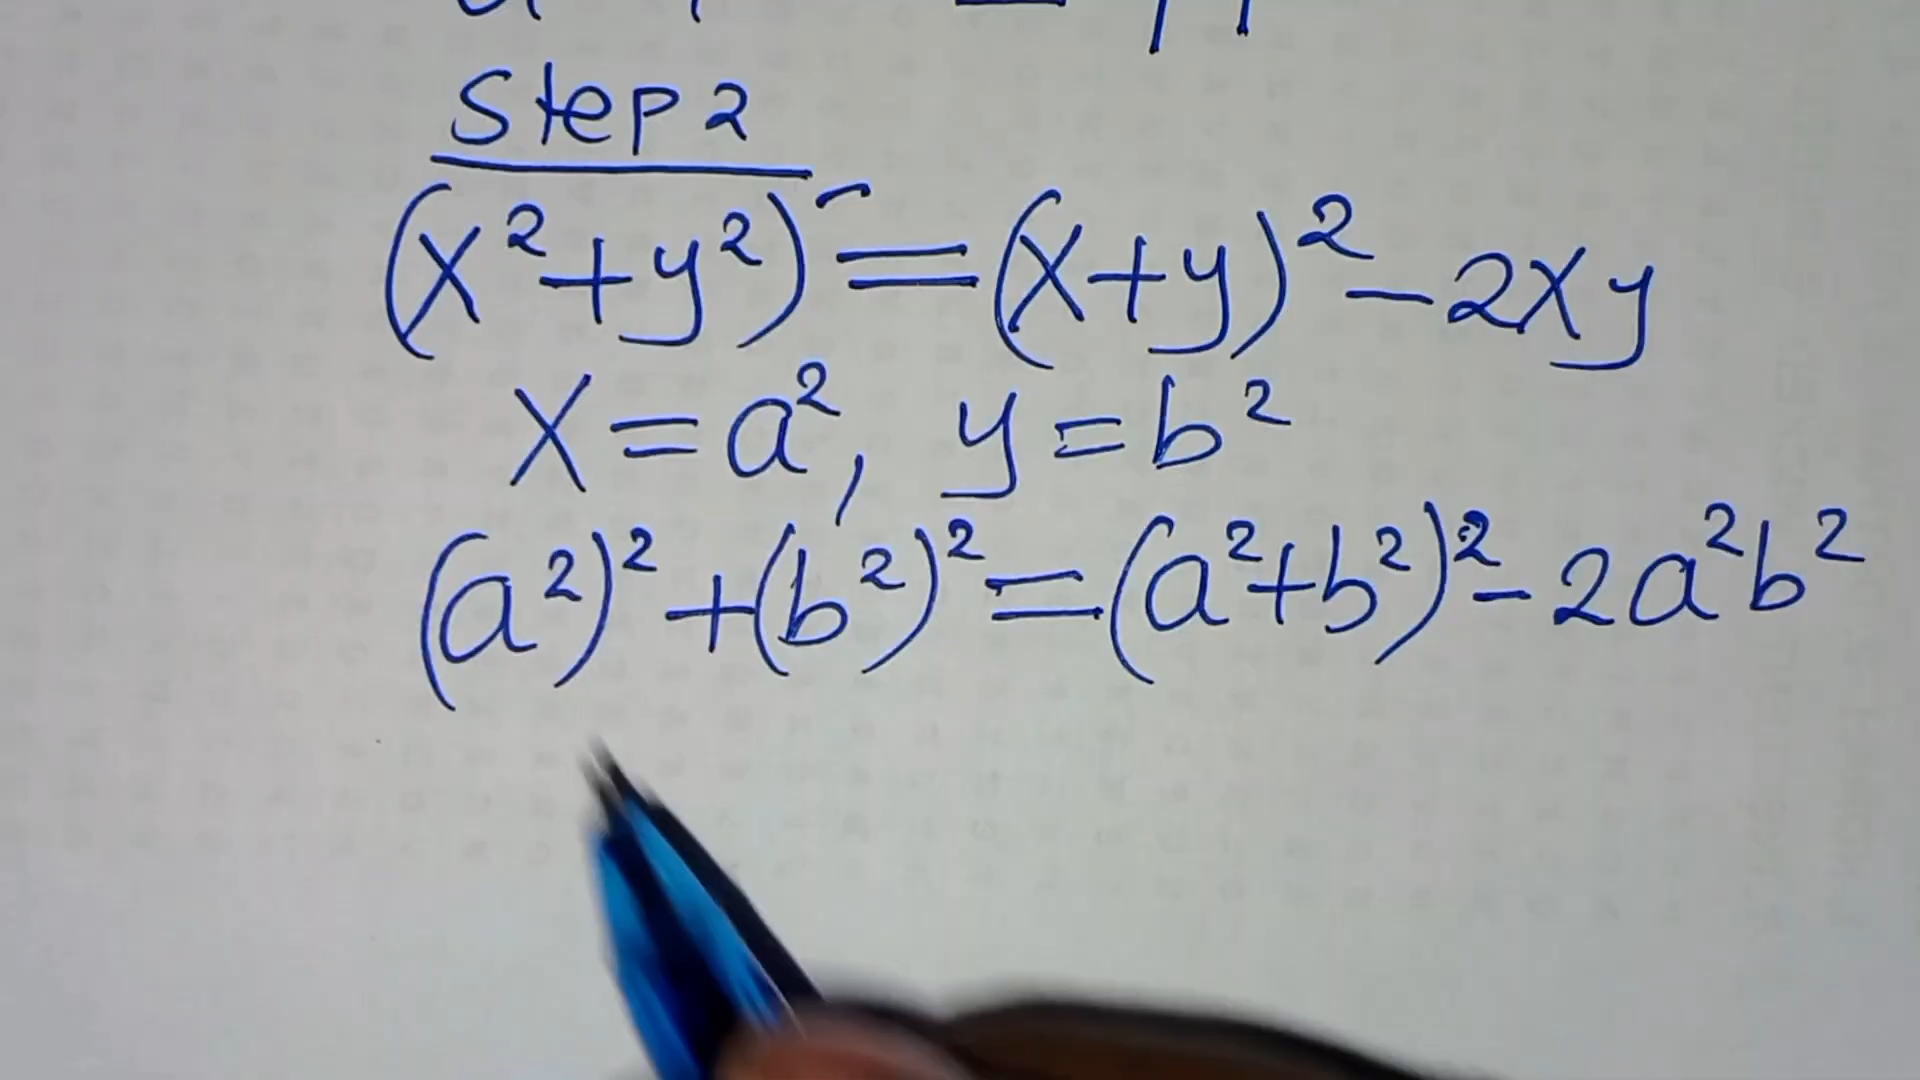 Step 2
(x²+y²) = (x+y)² - 2xy
x = a², y = b²
(a²)² + (b²)² = (a²+b²)² - 2a²b²